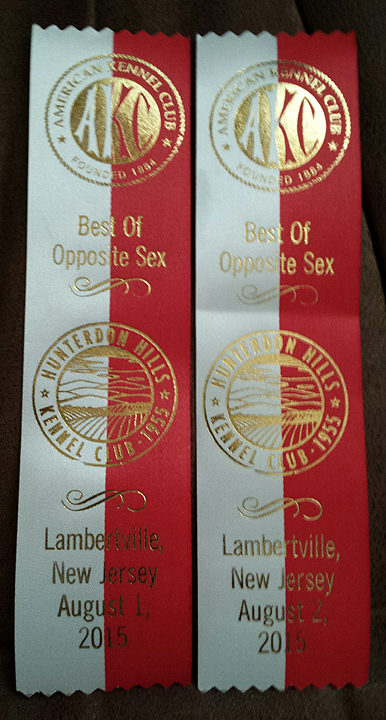 AMERICAN KENNEL CLUB
AKC
FOUNDED 1884
Best Of
Opposite Sex
HUNTERDON HILLS
KENNEL CLUB · 1955
Lambertville,
New Jersey
August 1,
2015
AMERICAN KENNEL CLUB
AKC
FOUNDED 1884
Best Of
Opposite Sex
HUNTERDON HILLS
KENNEL CLUB · 1955
Lambertville,
New Jersey
August 2,
2015